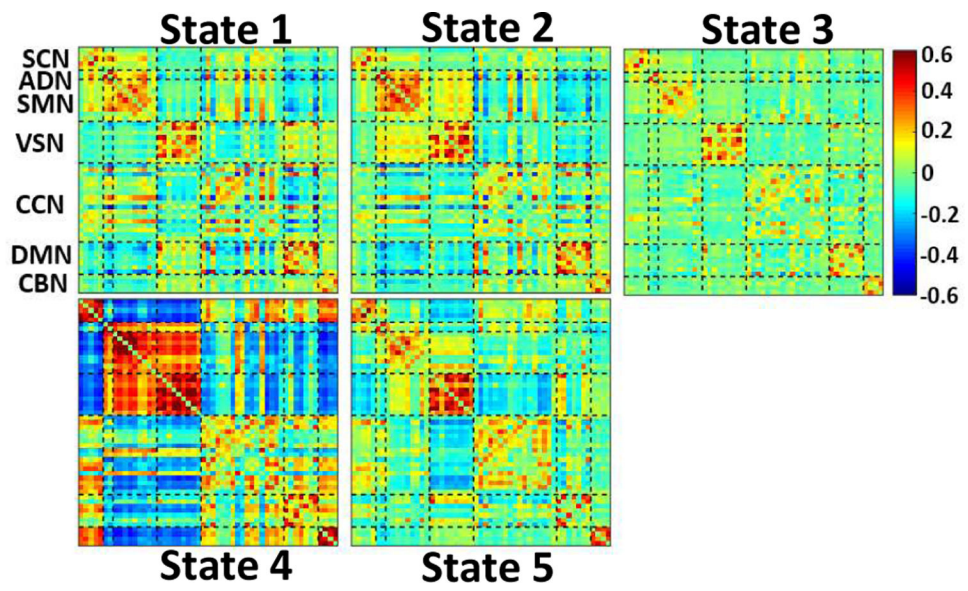 State 1
State 2
State 3
SCN
ADN
SMN
VSN
CCN
DMN
CBN
0.6
0.4
0.2
0
-0.2
-0.4
-0.6
State 4
State 5